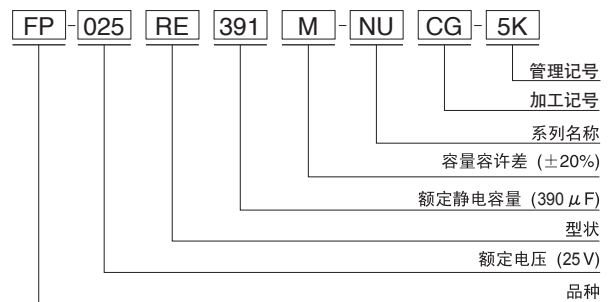 FP-025 RE 391 M-NU CG-5K
管理记号
加工记号
系列名称
容量容许差 (±20%)
额定静电容量 (390 μF)
型状
额定电压 (25V)
品种